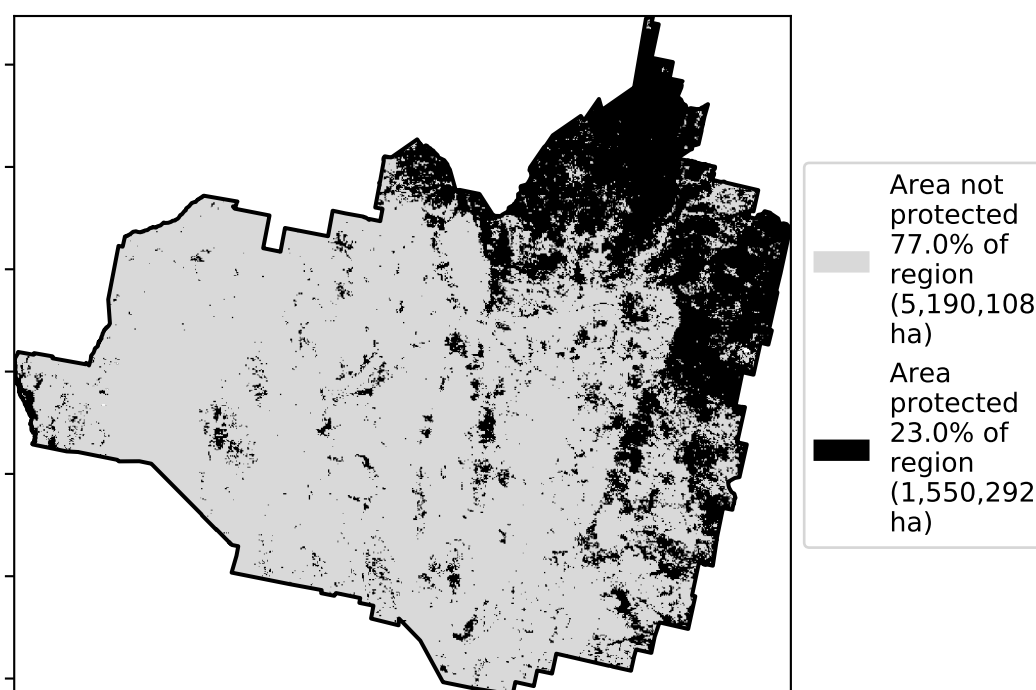 Area not
protected
77.0% of
region
(5,190,108
ha)
Area
protected
23.0% of
region
(1,550,292
ha)